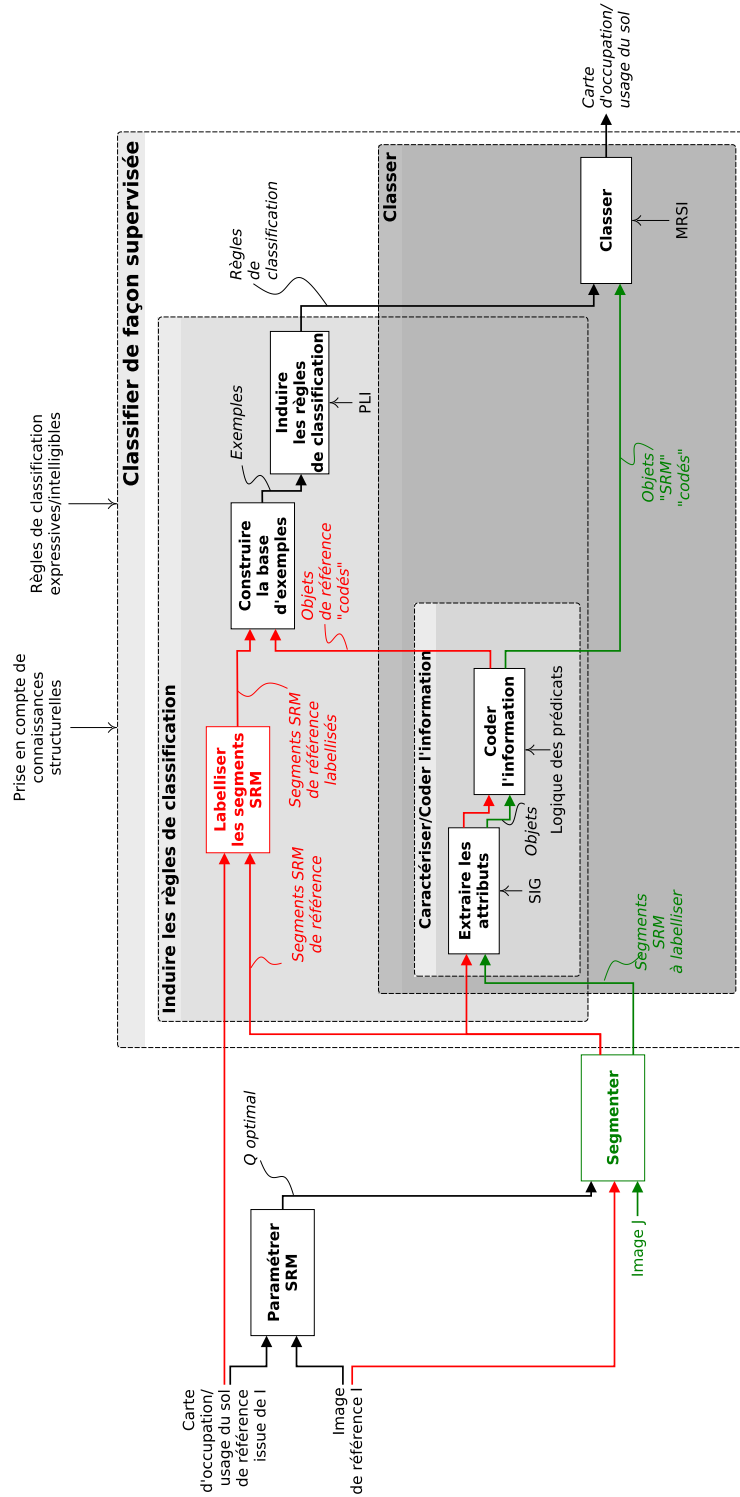 Prise en compte de
connaissances
structurelles
Règles de classification
expressives/intelligibles
Classifier de façon supervisée
Induire les règles de classification
Carte
d'occupation/
usage du sol
de référence
issue de I
Image
de référence I
Paramétrer
SRM
Q optimal
Image J
Segmenter
Segments SRM
de référence
Labelliser
les segments
SRM
Segments SRM
de référence
labellisés
Construire
la base
d'exemples
Objets
de référence
"codés"
Exemples
Induire
les règles
de classification
PLI
Règles
de
classification
Classer
Caractériser/Coder l'information
Segments
SRM
à labelliser
Extraire les
attributs
SIG
Objets
Coder
l'information
Logique des prédicats
Objets
"SRM"
"codés"
Classer
MRSI
Carte
d'occupation/
usage du sol